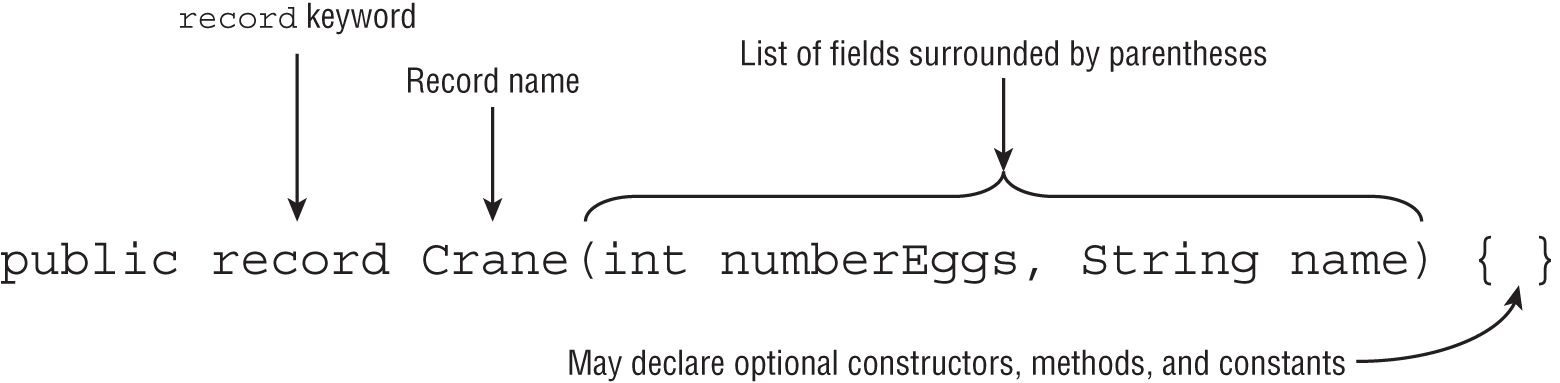 record keyword
List of fields surrounded by parentheses
Record name
public record Crane(int numberEggs, String name) { }
May declare optional constructors, methods, and constants